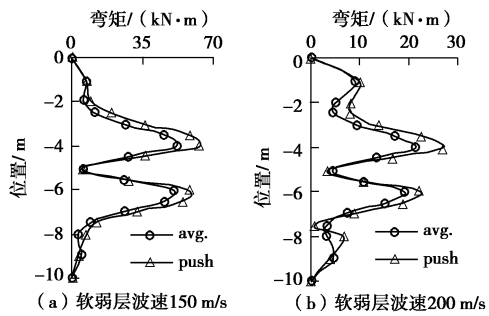 弯矩/（kN·m） 弯矩/（kN·m）
0 35 70 0 10 20 30
0 0
−2 −2
−4 −4
位置/m 位置/m
−6 −6
avg. avg.
−8 −8
push push
−10 −10
（a）软弱层波速150 m/s （b）软弱层波速200 m/s